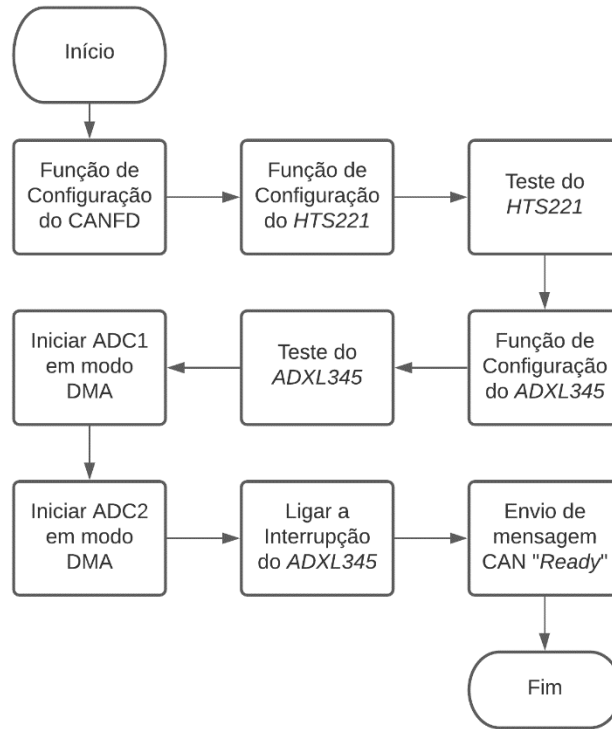 Início
Função de
Configuração
do CANFD
Função de
Configuração
do HTS221
Teste do
HTS221
Função de
Configuração
do ADXL345
Teste do
ADXL345
Iniciar ADC1
em modo
DMA
Iniciar ADC2
em modo
DMA
Ligar a
Interrupção
do ADXL345
Envio de
mensagem
CAN "Ready"
Fim